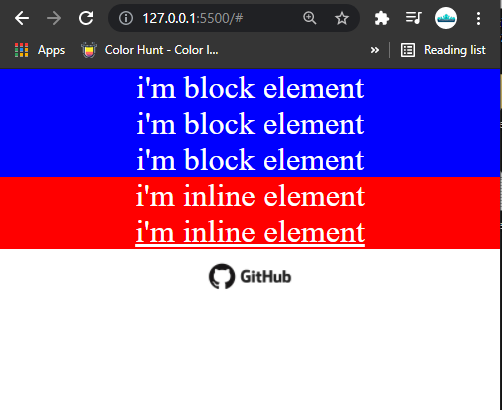 127.0.0.1:5500/#
Apps
Color Hunt - Color I...
»
Reading list
i'm block element
i'm block element
i'm block element
i'm inline element
i'm inline element
GitHub